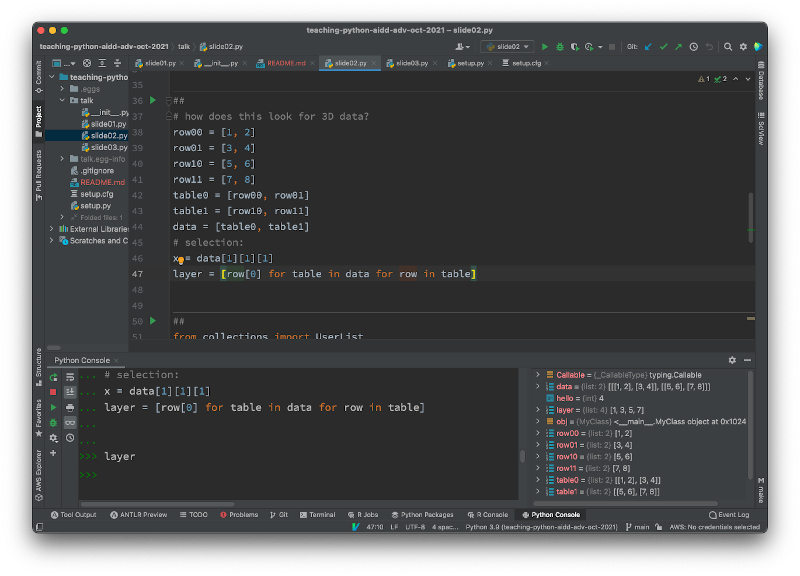 teaching-python-aidd-adv-oct-2021 – slide02.py
teaching-python-aidd-adv-oct-2021 〉 talk 〉 slide02.py
slide02
Git:
slide01.py
__init__.py
README.md
slide02.py
slide03.py
setup.py
setup.cfg
Commit
Project
Pull Requests
Structure
Favorites
AWS Explorer
teaching-pytho
.eggs
talk
__init__.py
slide01.py
slide02.py
slide03.py
talk.egg-info
.gitignore
README.md
setup.cfg
setup.py
Folded files: 1
External Libraries
Scratches and C
1 2
35
36 ##
37 # how does this look for 3D data?
38 row00 = [1, 2]
39 row01 = [3, 4]
40 row10 = [5, 6]
41 row11 = [7, 8]
42 table0 = [row00, row01]
43 table1 = [row10, row11]
44 data = [table0, table1]
45 # selection:
46 x = data[1][1][1]
47 layer = [row[0] for table in data for row in table]
48
49
50 ##
51 from collections import UserList
Database
SciView
make
Python Console
... # selection:
... x = data[1][1][1]
... layer = [row[0] for table in data for row in table]
...
...
>>> layer
>>>
Callable = {_CallableType} typing.Callable
data = {list: 2} [[[1, 2], [3, 4]], [[5, 6], [7, 8]]]
hello = {int} 4
layer = {list: 4} [1, 3, 5, 7]
obj = {MyClass} <__main__.MyClass object at 0x1024
row00 = {list: 2} [1, 2]
row01 = {list: 2} [3, 4]
row10 = {list: 2} [5, 6]
row11 = {list: 2} [7, 8]
table0 = {list: 2} [[1, 2], [3, 4]]
table1 = {list: 2} [[5, 6], [7, 8]]
Tool Output
ANTLR Preview
TODO
Problems
Git
Terminal
R Jobs
Python Packages
R Console
Python Console
Event Log
47:10 LF UTF-8 4 spac... Python 3.9 (teaching-python-aidd-adv-oct-2021) main AWS: No credentials selected